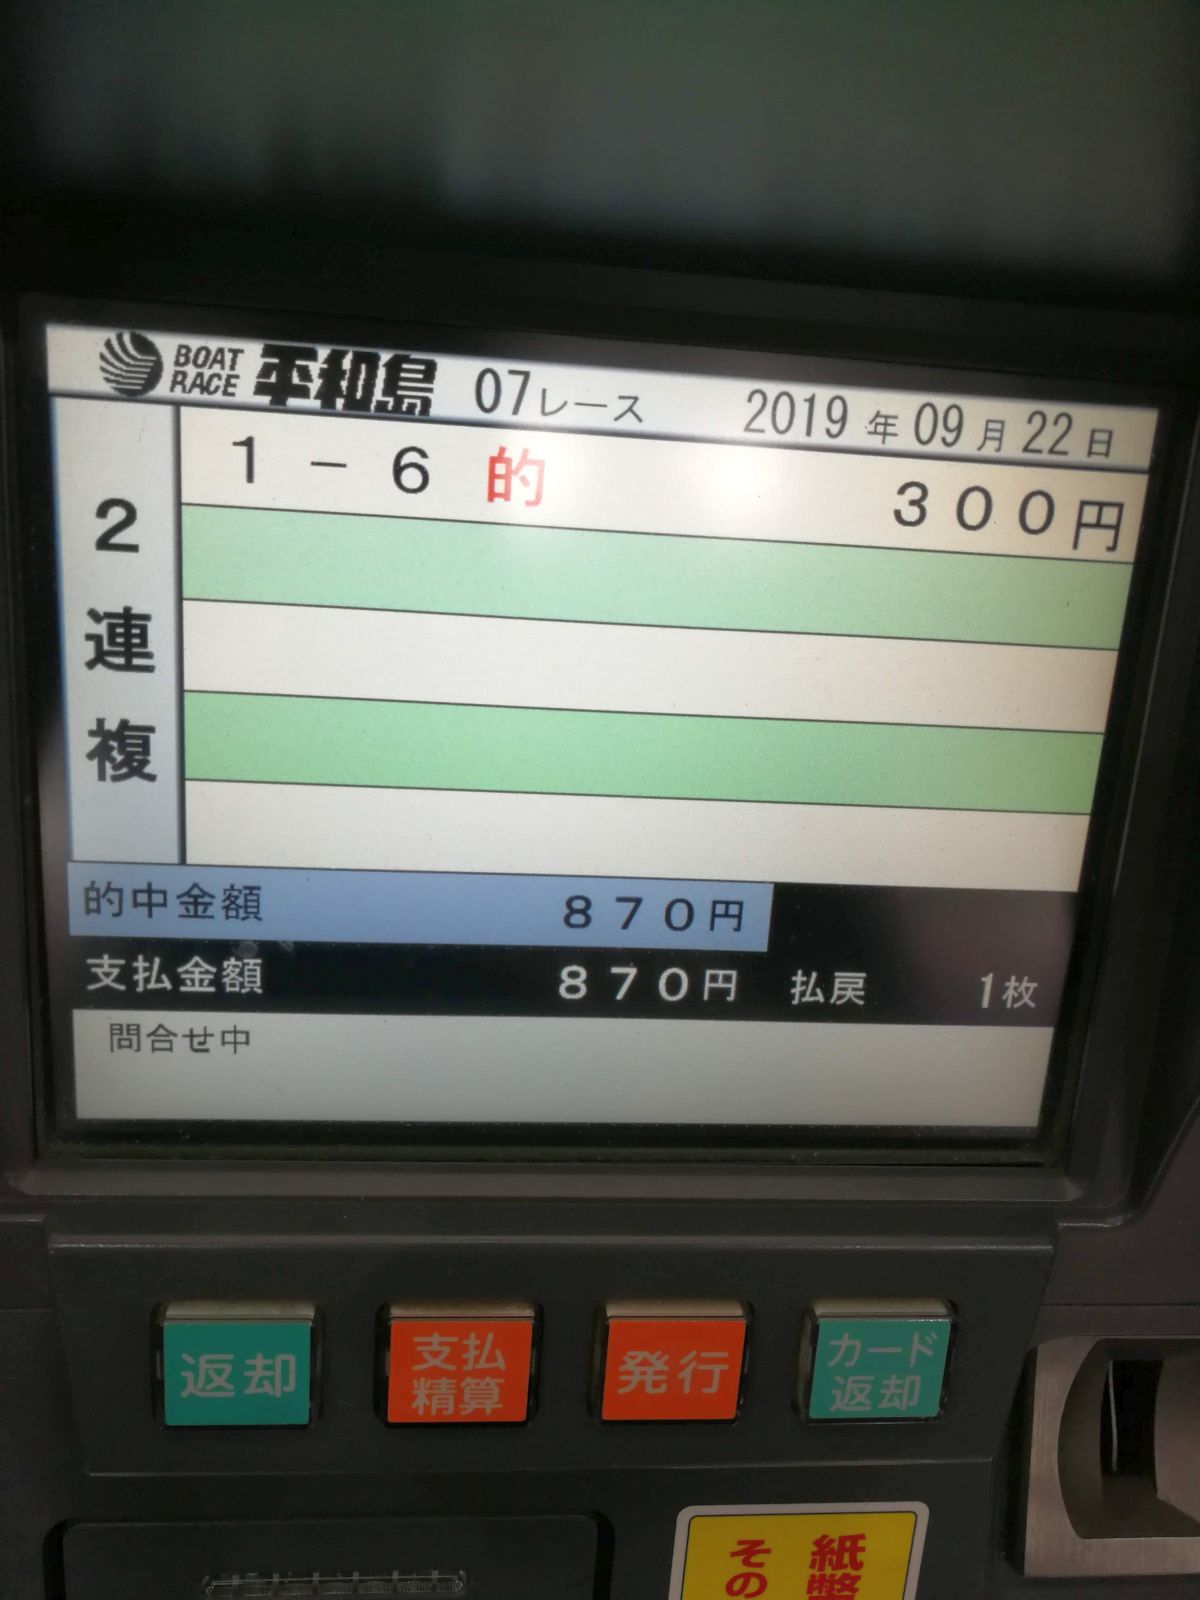 BOAT RACE 平和島 07レース 2019年09月22日
2連複
1-6 的 300円
的中金額 870円
支払金額 870円 払戻 1枚
問合せ中
返却
支払
精算
発行
カード
返却
紙幣
その